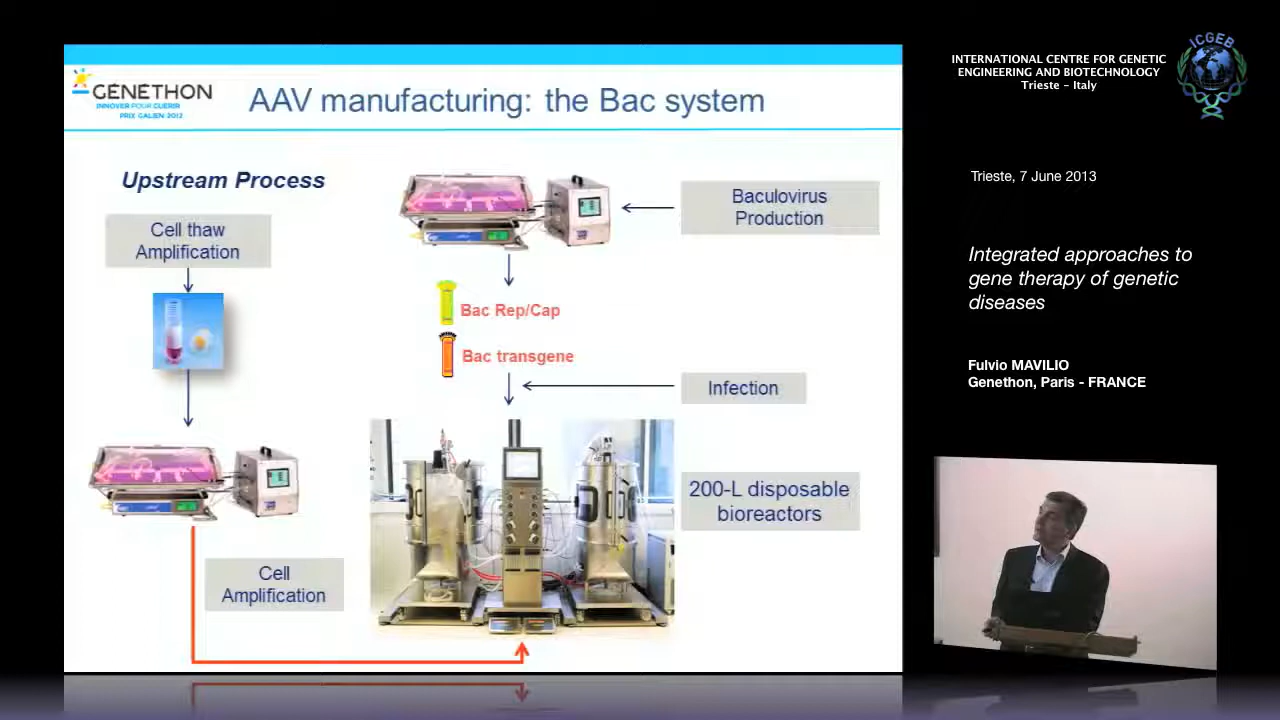 GENETHON
INNOVER POUR GUÉRIR
PRIX GALIEN 2012
AAV manufacturing: the Bac system
Upstream Process
Cell thaw
Amplification
Baculovirus
Production
Bac Rep/Cap
Bac transgene
Infection
200-L disposable
bioreactors
Cell
Amplification
INTERNATIONAL CENTRE FOR GENETIC
ENGINEERING AND BIOTECHNOLOGY
Trieste - Italy
ICGEB
Trieste, 7 June 2013
Integrated approaches to
gene therapy of genetic
diseases
Fulvio MAVILIO
Genethon, Paris - FRANCE